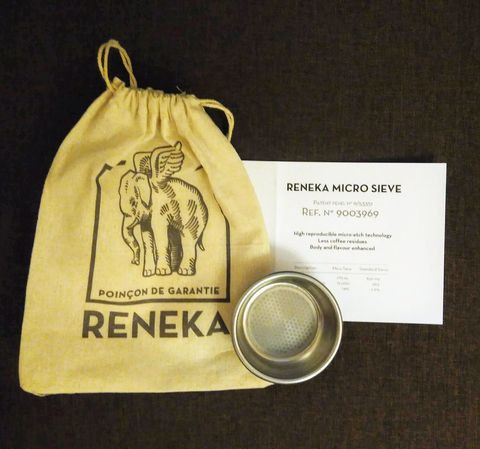 POINÇON DE GARANTIE
RENEKA
RENEKA MICRO SIEVE
REF. Nº 9003969
High reproducible micro-etch technology
Less coffee residues
Body and flavour enhanced